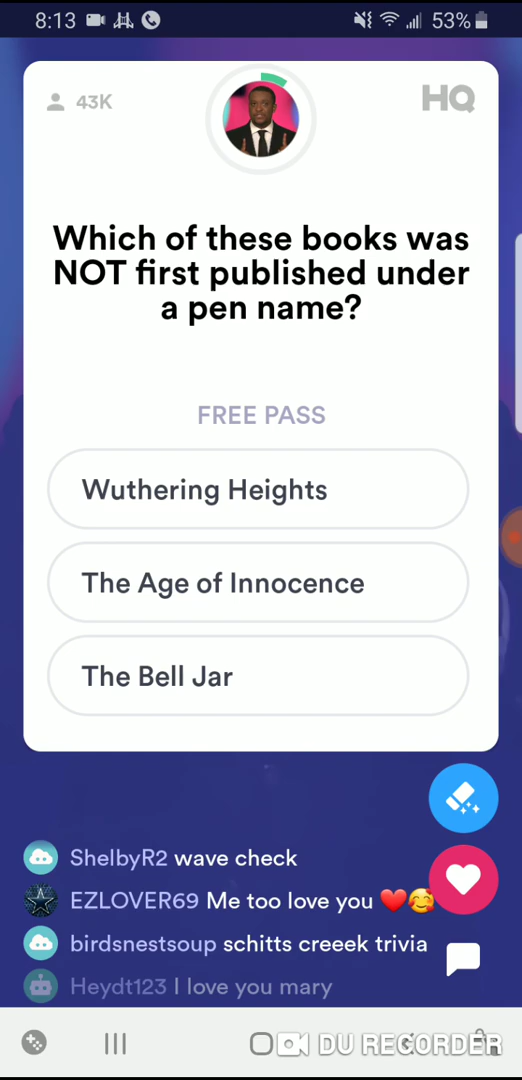 8:13
53%
43K
HQ
Which of these books was
NOT first published under
a pen name?
FREE PASS
Wuthering Heights
The Age of Innocence
The Bell Jar
ShelbyR2 wave check
EZLOVER69 Me too love you ❤️🥰
birdsnestsoup schitts creeek trivia
Heydt123 I love you mary
DU RECORDER